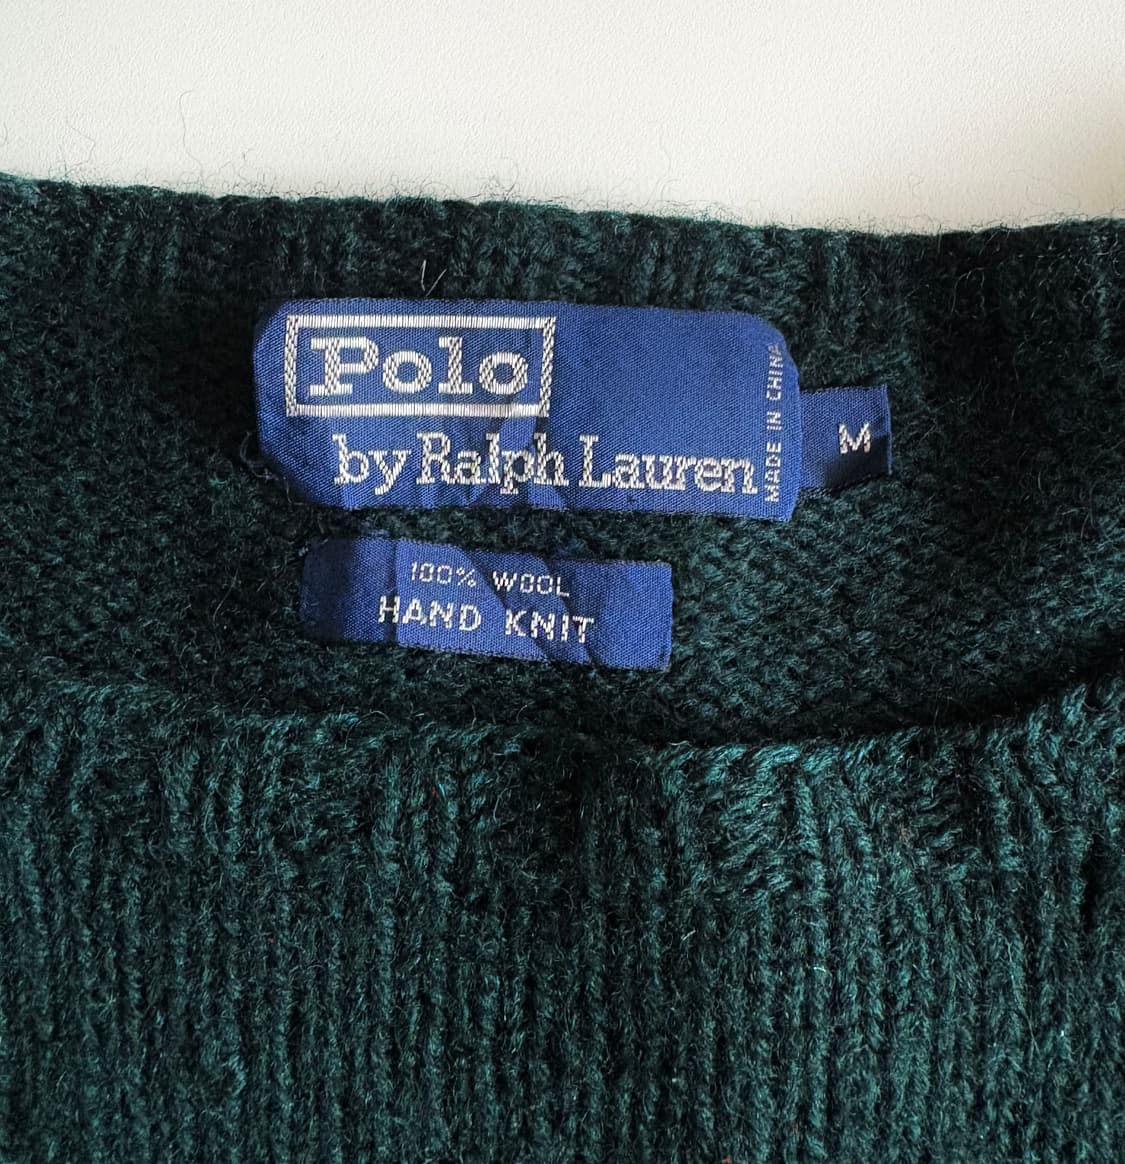 Polo
by Ralph Lauren
MADE IN CHINA
M
100% WOOL
HAND KNIT